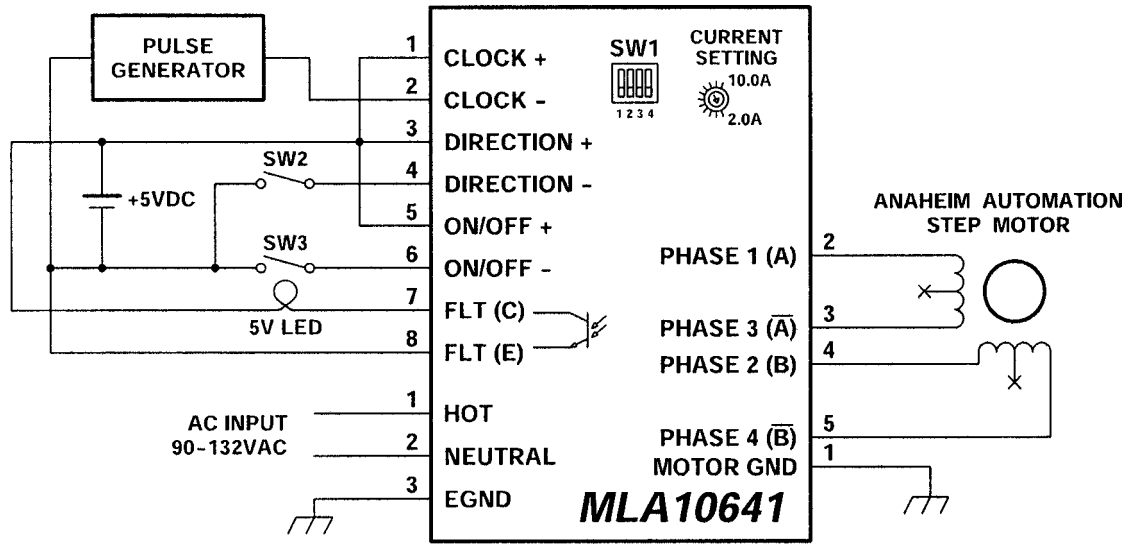 PULSE
GENERATOR
1
CLOCK +
2
CLOCK -
3
DIRECTION +
4
DIRECTION -
5
ON/OFF +
6
ON/OFF -
7
FLT (C)
8
FLT (E)
SW2
+5VDC
SW3
5V LED
AC INPUT
90-132VAC
1
HOT
2
NEUTRAL
3
EGND
SW1
1 2 3 4
CURRENT
SETTING
10.0A
2.0A
PHASE 1 (A)
2
PHASE 3 (A̅)
3
PHASE 2 (B)
4
PHASE 4 (B̅)
5
MOTOR GND
1
MLA10641
ANAHEIM AUTOMATION
STEP MOTOR